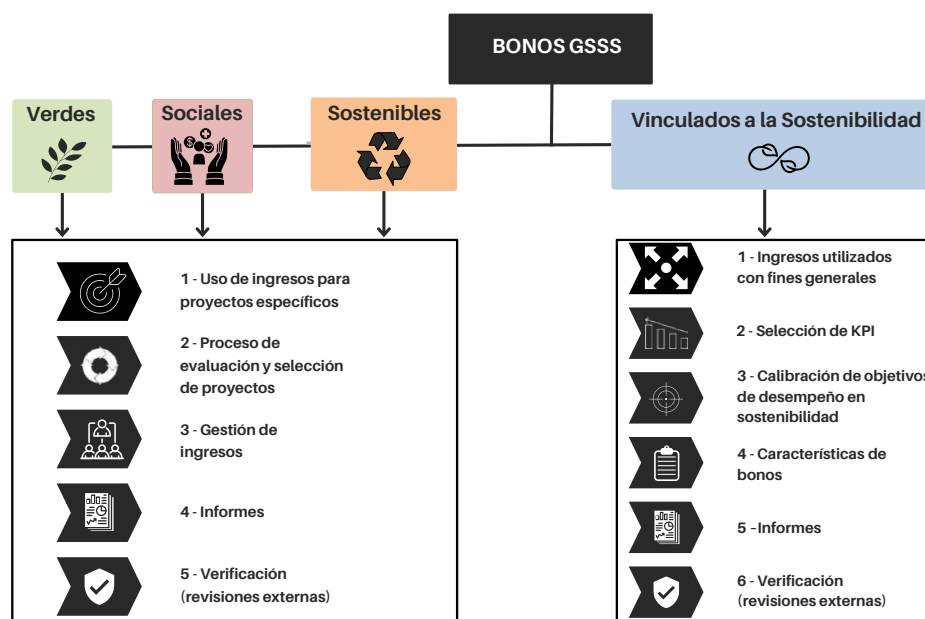 BONOS GSSS
Verdes
Sociales
Sostenibles
Vinculados a la Sostenibilidad
1 - Uso de ingresos para
proyectos específicos
2 - Proceso de
evaluación y selección
de proyectos
3 - Gestión de
ingresos
4 - Informes
5 - Verificación
(revisiones externas)
1 - Ingresos utilizados
con fines generales
2 - Selección de KPI
3 - Calibración de objetivos
de desempeño en
sostenibilidad
4 - Características de
bonos
5 -Informes
6 - Verificación
(revisiones externas)